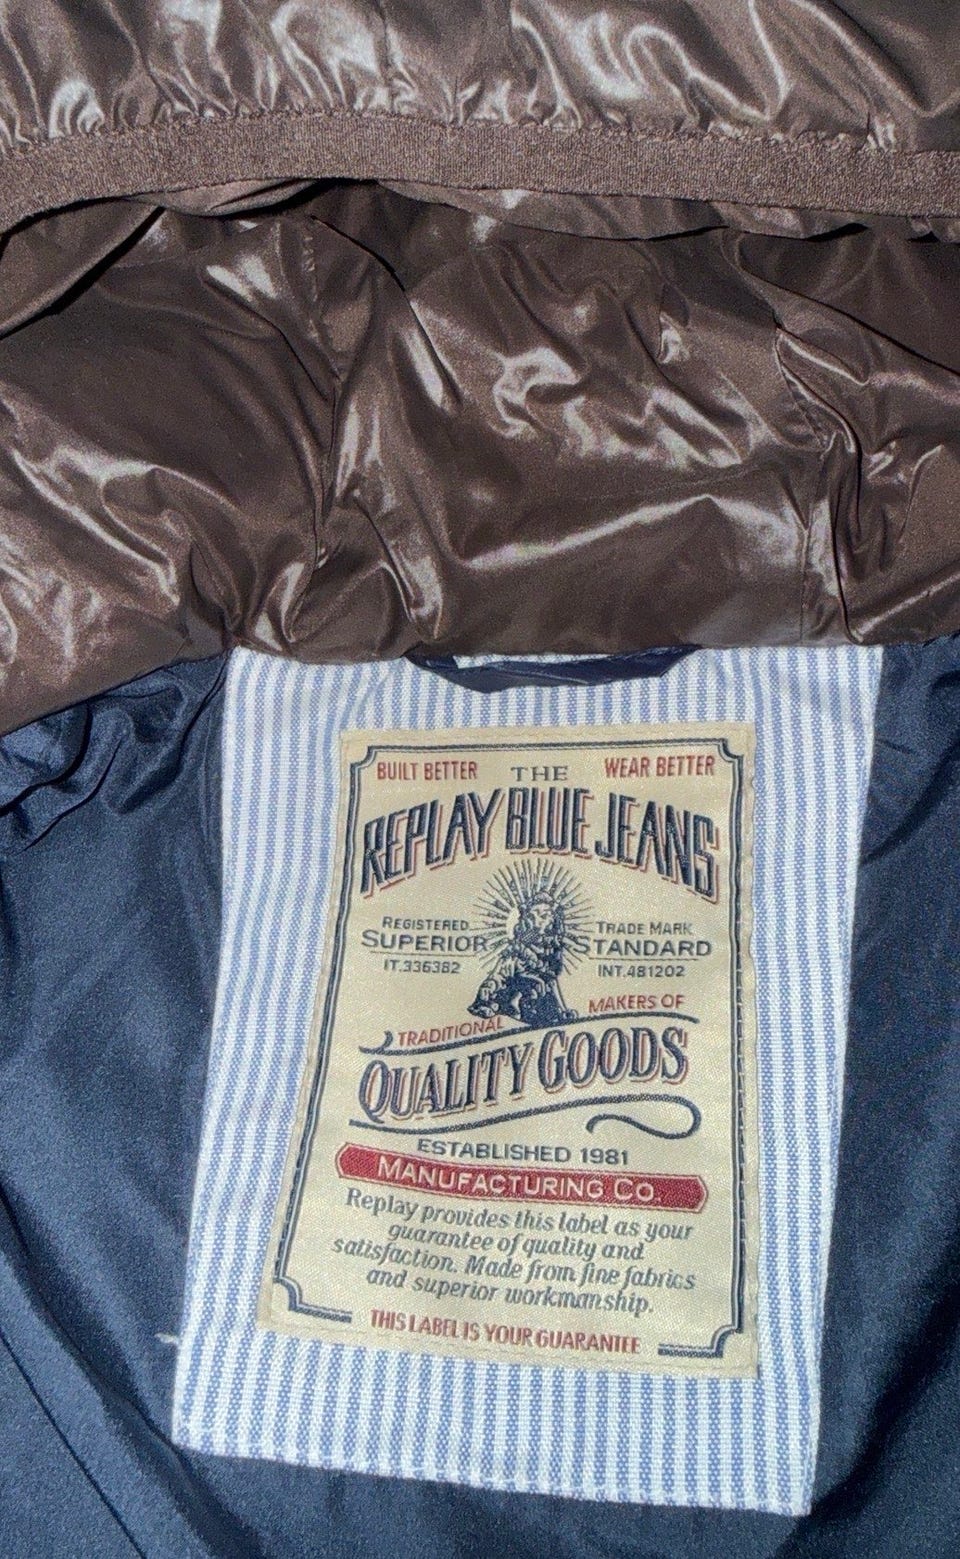 BUILT BETTER THE WEAR BETTER
REPLAY BLUE JEANS
REGISTERED TRADE MARK
SUPERIOR STANDARD
IT.336382 INT.481202
TRADITIONAL MAKERS OF
QUALITY GOODS
ESTABLISHED 1981
MANUFACTURING CO.
Replay provides this label as your
guarantee of quality and
satisfaction. Made from fine fabrics
and superior workmanship.
THIS LABEL IS YOUR GUARANTEE